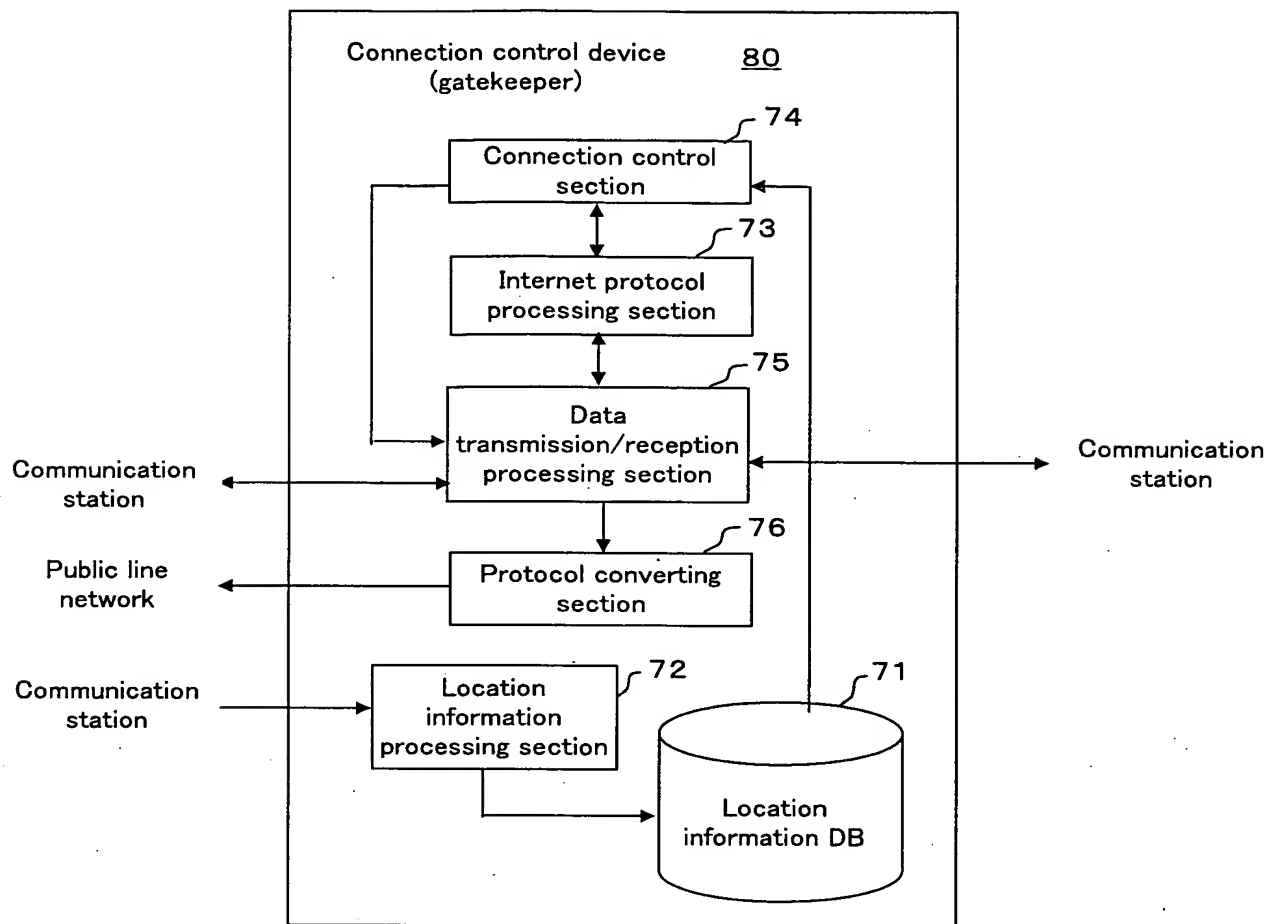 Connection control device
(gatekeeper)
80
74
Connection control
section
73
Internet protocol
processing section
75
Data
transmission/reception
processing section
Communication
station
Communication
station
76
Public line
network
Protocol converting
section
Communication
station
72
Location
information
processing section
71
Location
information DB